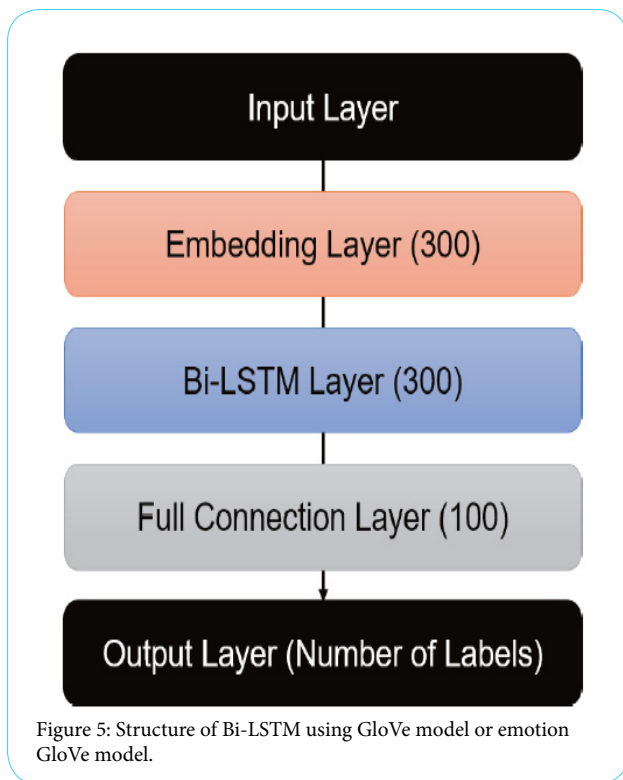 Input Layer
Embedding Layer (300)
Bi-LSTM Layer (300)
Full Connection Layer (100)
Output Layer (Number of Labels)
Figure 5: Structure of Bi-LSTM using GloVe model or emotion
GloVe model.